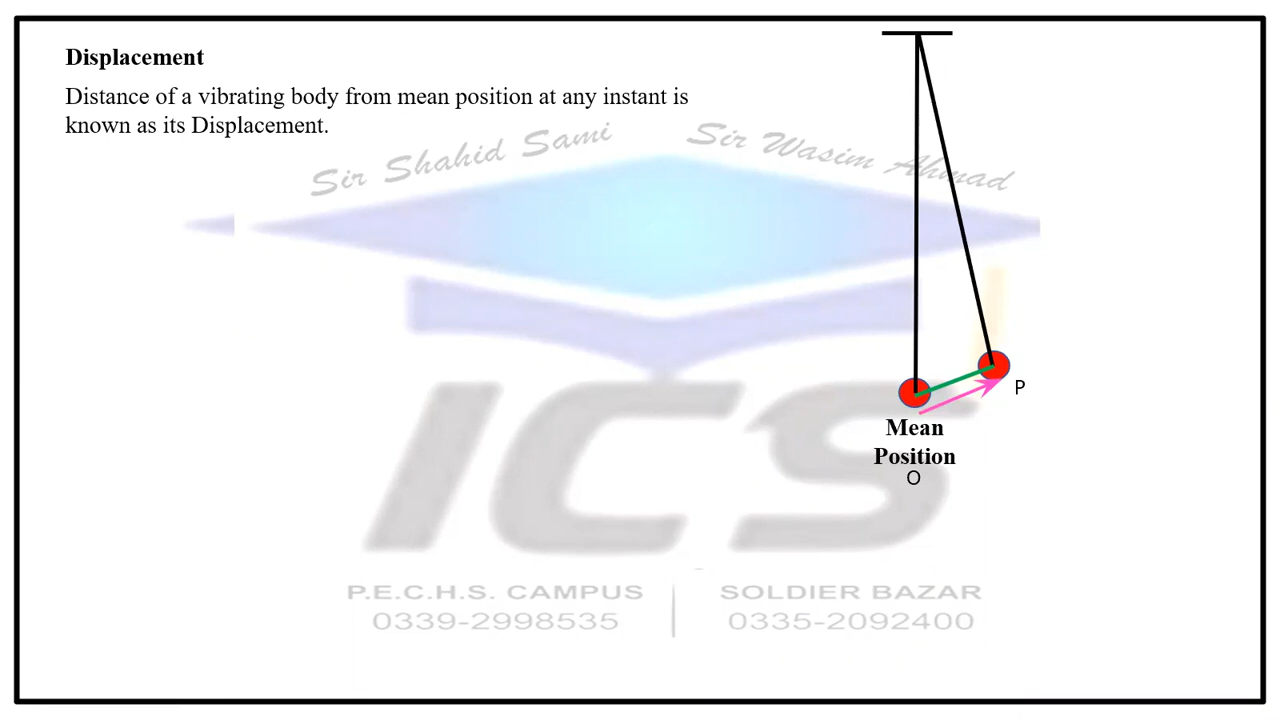 Displacement
Distance of a vibrating body from mean position at any instant is
known as its Displacement.
Sir Shahid Sami
Sir Wasim Ahmad
P
Mean
Position
O
ICS
P.E.C.H.S. CAMPUS
0339-2998535
SOLDIER BAZAR
0335-2092400